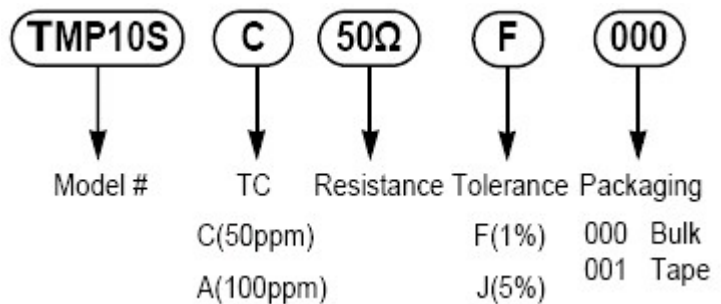 TMP10S C 50Ω F 000
Model # TC Resistance Tolerance Packaging
C(50ppm) F(1%) 000 Bulk
001 Tape
A(100ppm) J(5%)